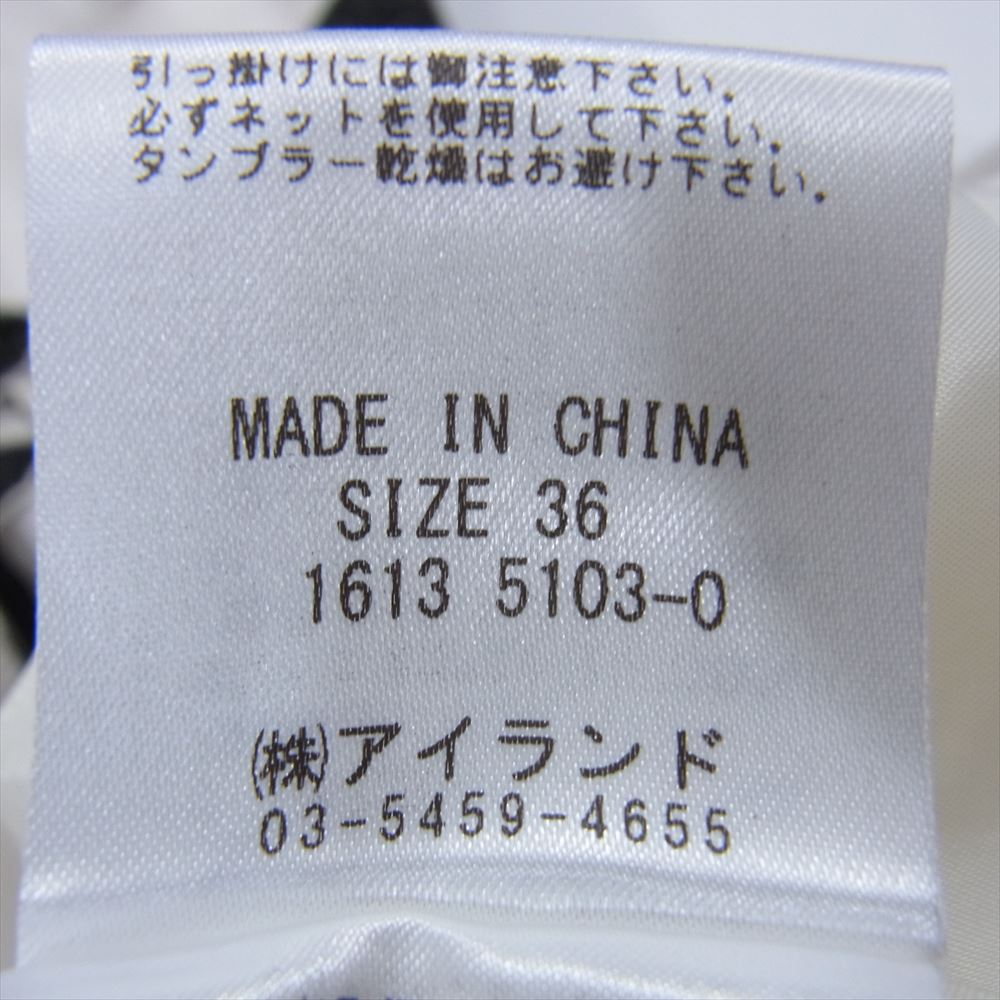 引っ掛けには御注意下さい。
必ずネットを使用して下さい。
タンブラー乾燥はお避け下さい。
MADE IN CHINA
SIZE 36
1613 5103-0
㈱アイランド
03-5459-4655